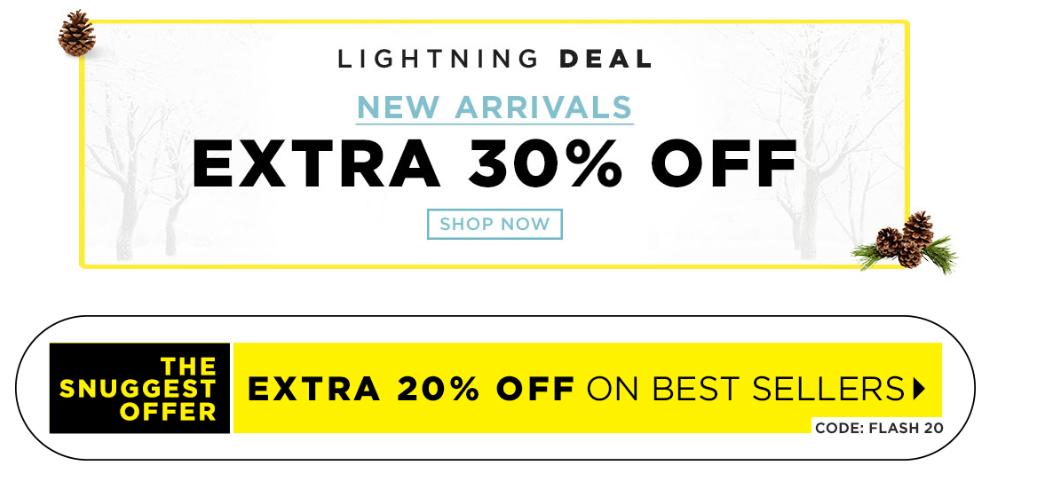 LIGHTNING DEAL
NEW ARRIVALS
EXTRA 30% OFF
SHOP NOW
THE
SNUGGEST
OFFER
EXTRA 20% OFF ON BEST SELLERS
CODE: FLASH 20